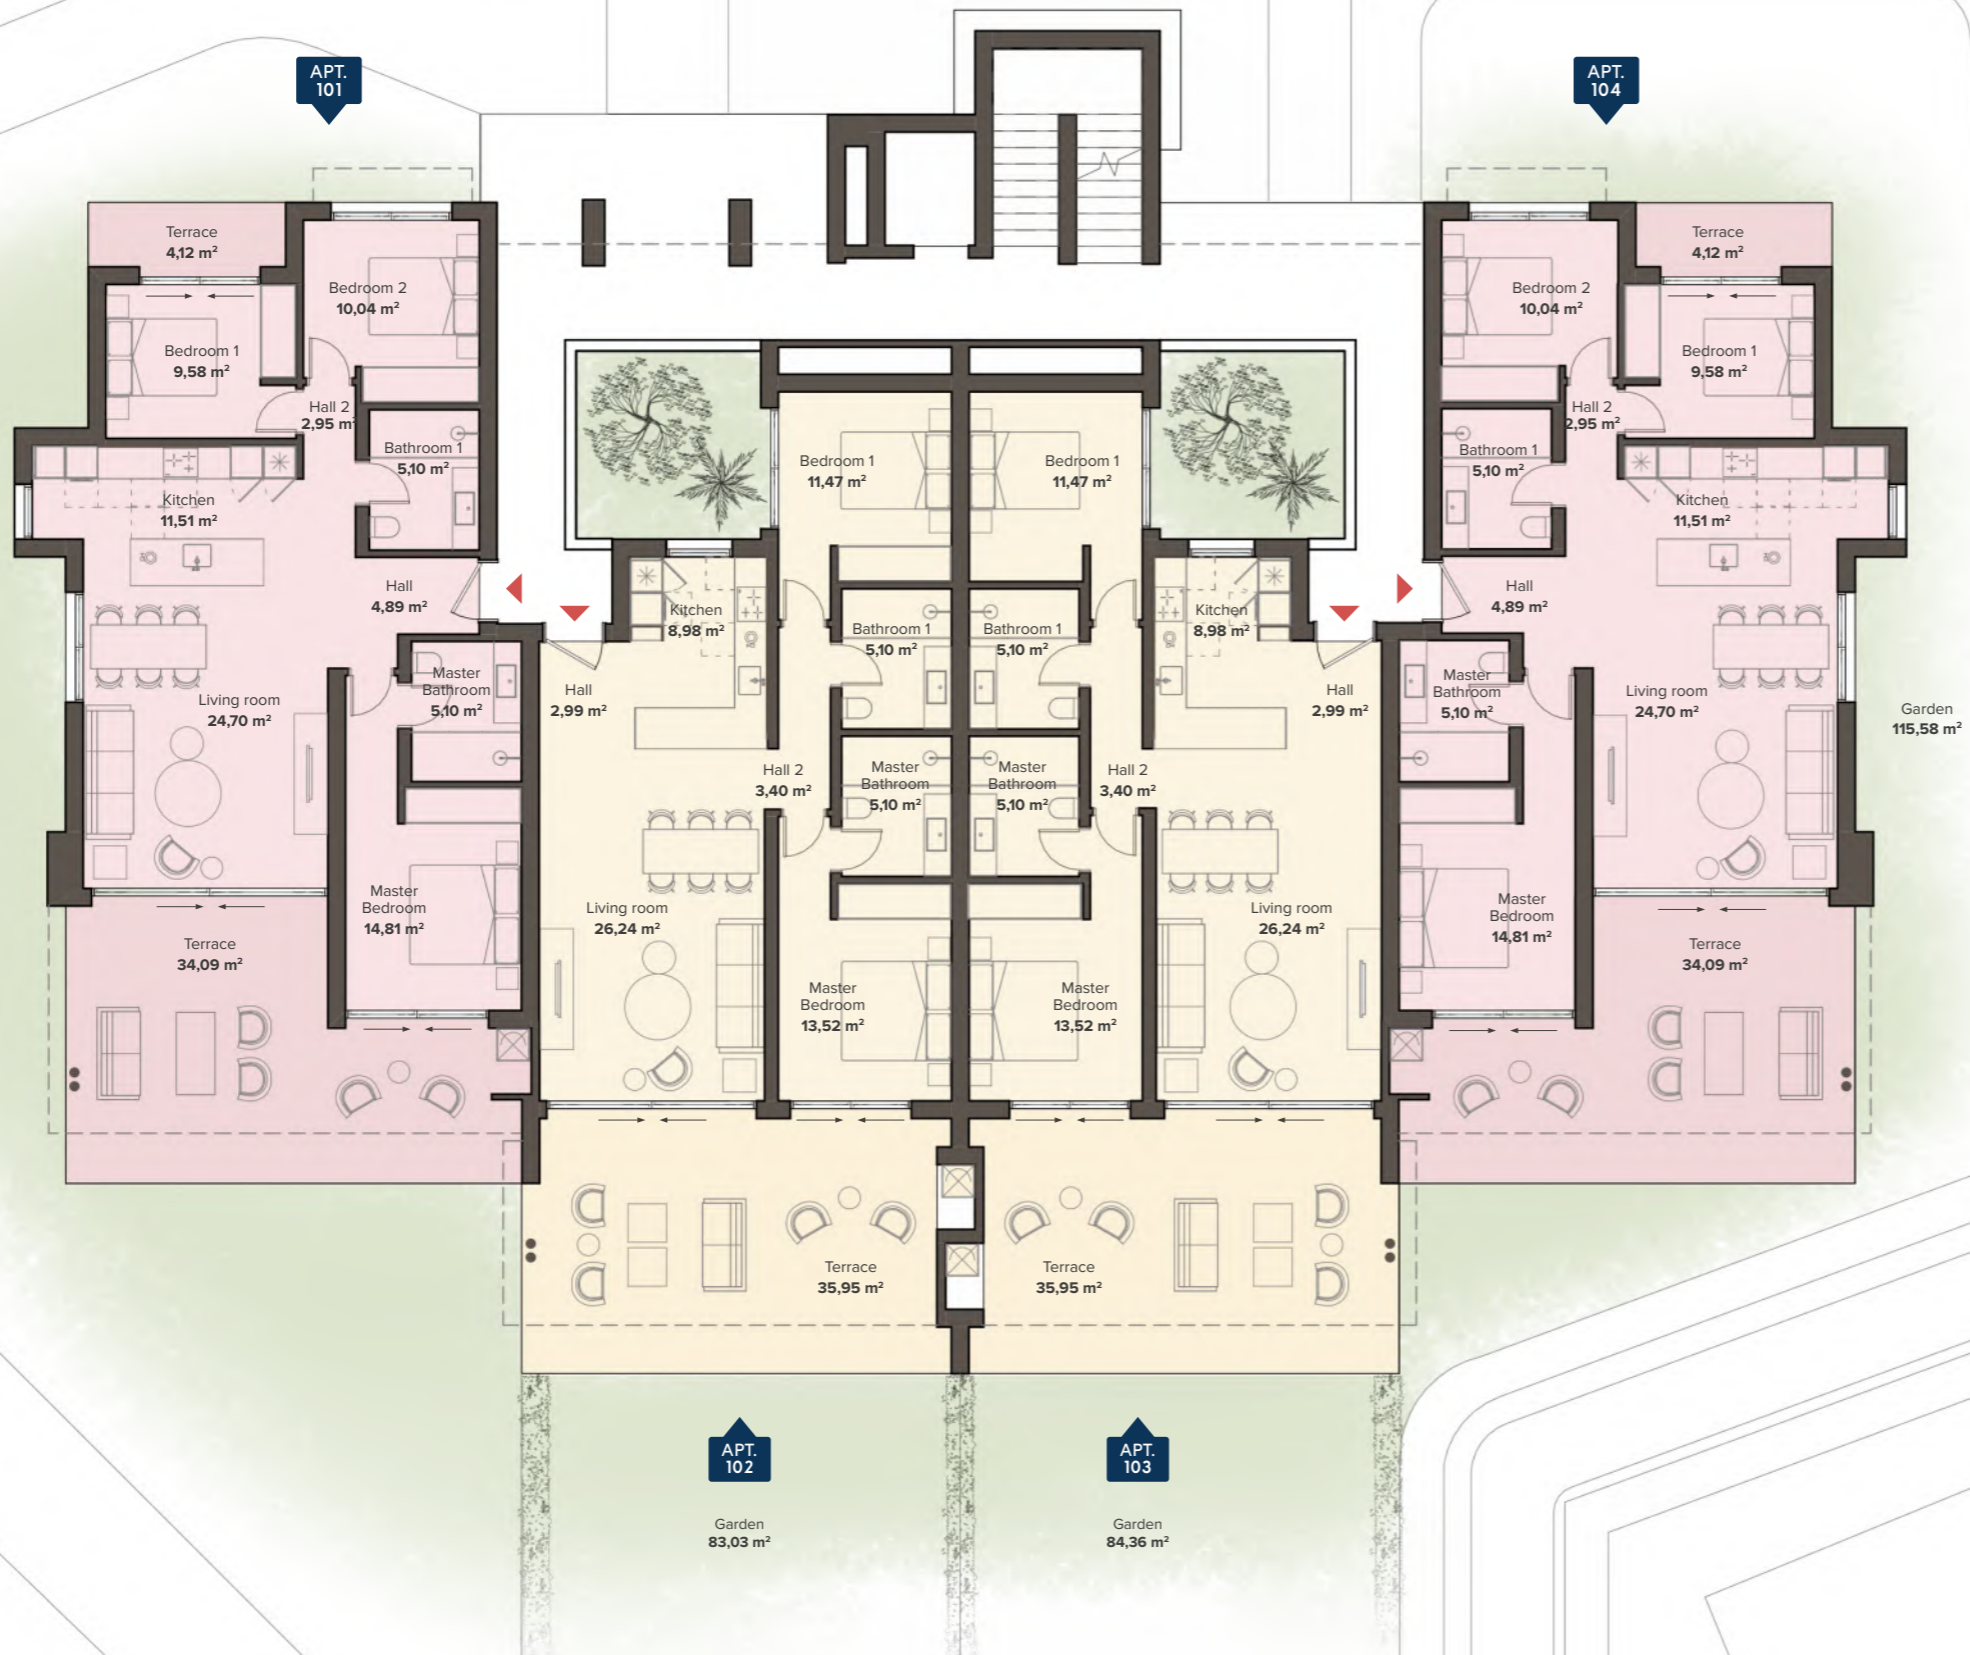 APT.
101
Terrace
4,12 m²
Bedroom 2
10,04 m²
Bedroom 1
9,58 m²
Hall 2
2,95 m²
Bathroom 1
5,10 m²
Kitchen
11,51 m²
Hall
4,89 m²
Master
Bathroom
5,10 m²
Living room
24,70 m²
Master
Bedroom
14,81 m²
Terrace
34,09 m²
Bedroom 1
11,47 m²
Kitchen
8,98 m²
Bathroom 1
5,10 m²
Hall
2,99 m²
Hall 2
3,40 m²
Master
Bathroom
5,10 m²
Living room
26,24 m²
Master
Bedroom
13,52 m²
Terrace
35,95 m²
APT.
102
Garden
83,03 m²
Bedroom 1
11,47 m²
Kitchen
8,98 m²
Bathroom 1
5,10 m²
Hall
2,99 m²
Hall 2
3,40 m²
Master
Bathroom
5,10 m²
Living room
26,24 m²
Master
Bedroom
13,52 m²
Terrace
35,95 m²
APT.
103
Garden
84,36 m²
APT.
104
Terrace
4,12 m²
Bedroom 2
10,04 m²
Bedroom 1
9,58 m²
Hall 2
2,95 m²
Bathroom 1
5,10 m²
Kitchen
11,51 m²
Hall
4,89 m²
Master
Bathroom
5,10 m²
Living room
24,70 m²
Garden
115,58 m²
Master
Bedroom
14,81 m²
Terrace
34,09 m²